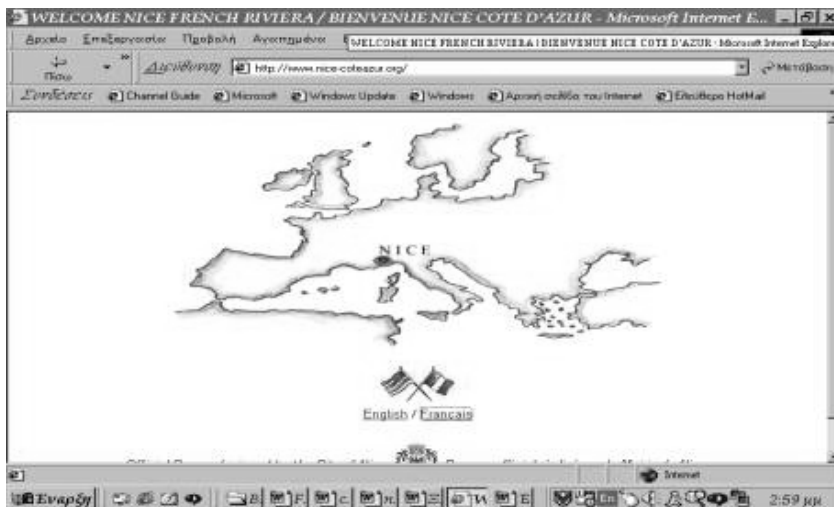 WELCOME NICE FRENCH RIVIERA / BIENVENUE NICE COTE D'AZUR - Microsoft Internet E...
Αρχείο Επεξεργασία Προβολή Αγαπημένα
WELCOME NICE FRENCH RIVIERA / BIENVENUE NICE COTE D'AZUR - Microsoft Internet Explor
Πίσω » Διεύθυνση http://www.nice-coteazur.org/ Μετάβαση
Συνδέσεις Channel Guide Microsoft Windows Update Windows Αρχική σελίδα του Internet Ελεύθερο HotMail
NICE
English / Français
Internet
Έναρξη En 2:59 μμ